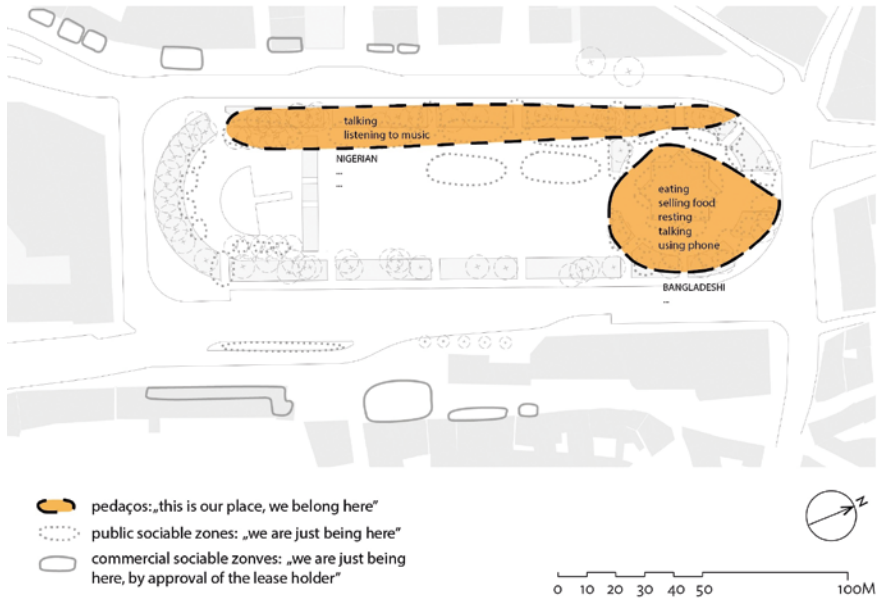 talking
listening to music
NIGERIAN
...
...
eating
selling food
resting
talking
using phone
BANGLADESHI
...
pedaços:„this is our place, we belong here”
public sociable zones: „we are just being here”
commercial sociable zonves: „we are just being
here, by approval of the lease holder”
N
0 10 20 30 40 50 100M